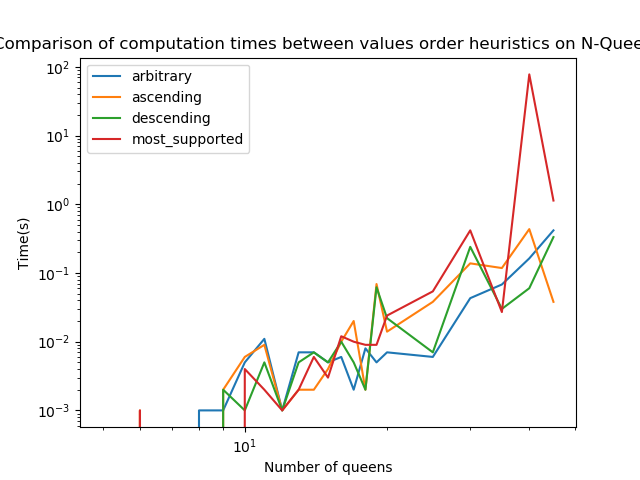 Comparison of computation times between values order heuristics on N-Quee
arbitrary
ascending
descending
most_supported
10²
10¹
10⁰
10⁻¹
10⁻²
10⁻³
Time(s)
10¹
Number of queens